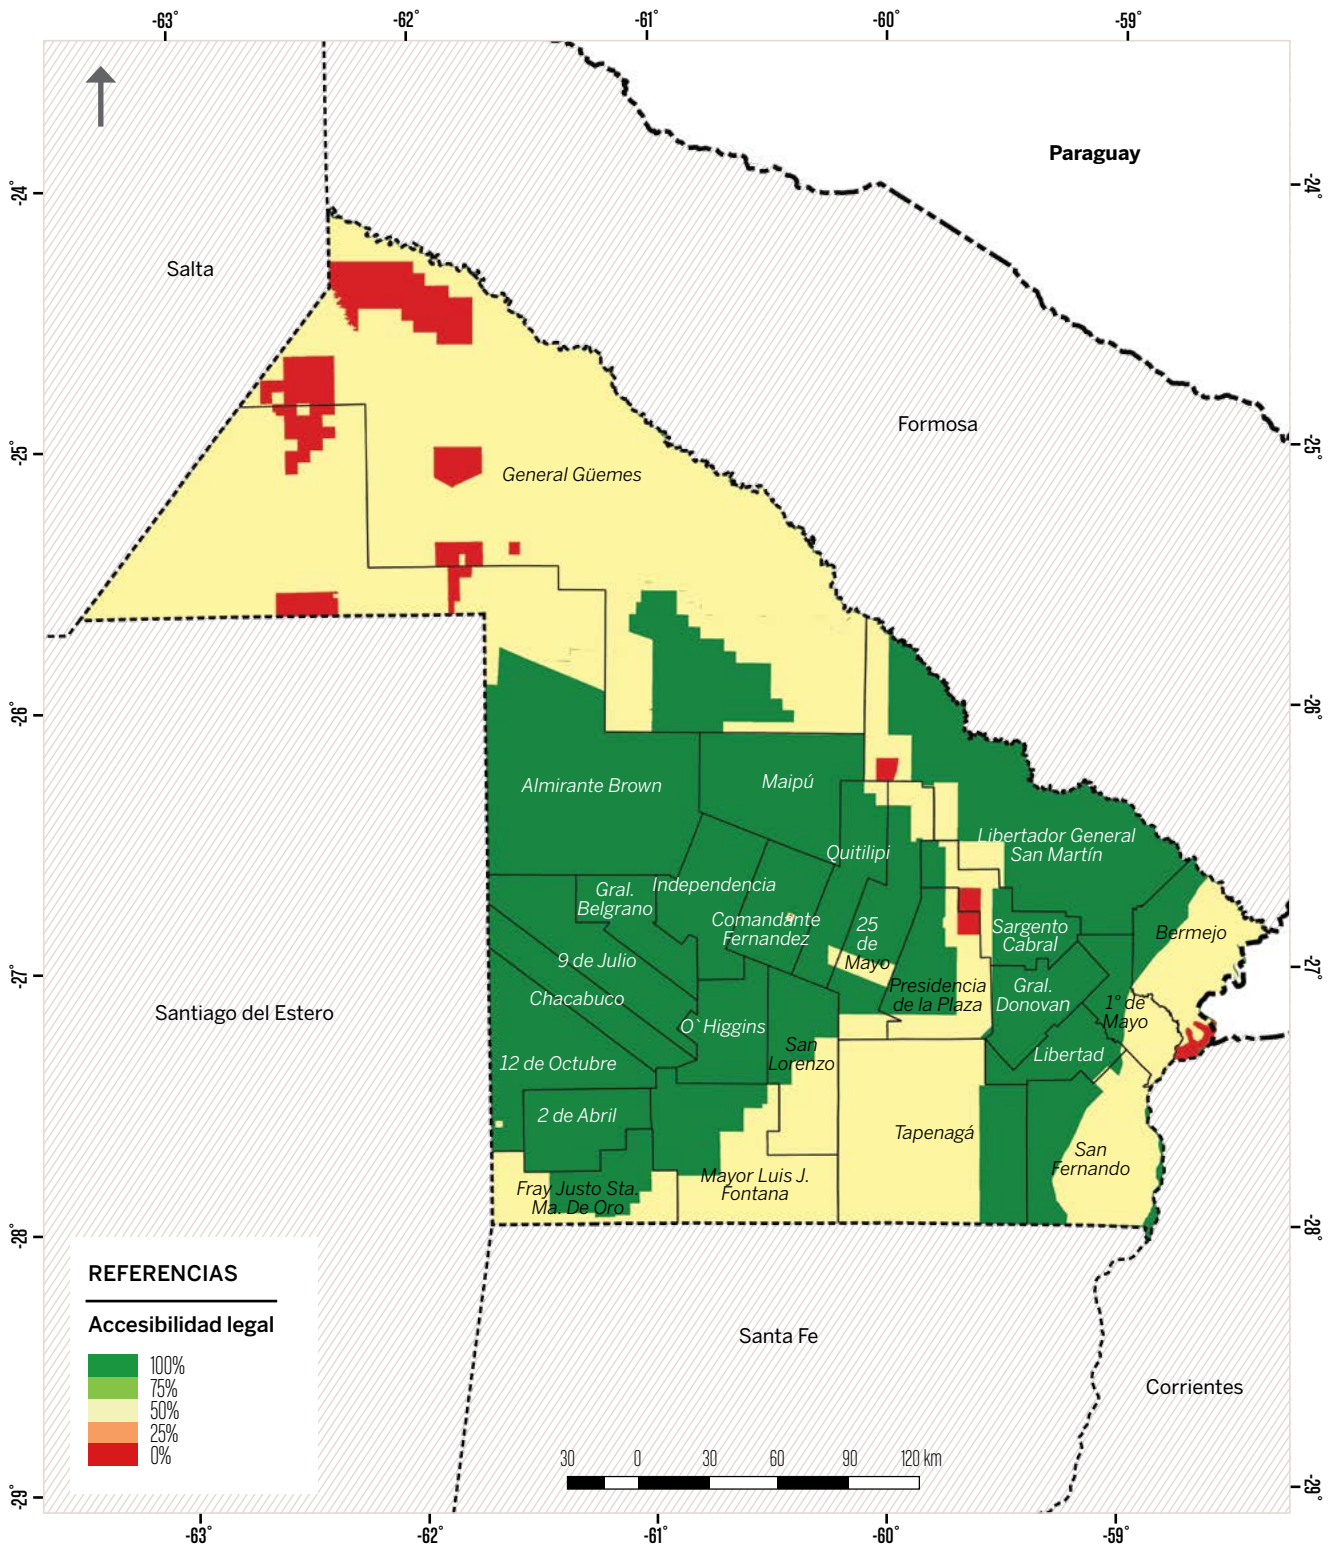 -63°
-62°
-61°
-60°
-59°
Paraguay
-24°
-24°
Salta
Formosa
-25°
-25°
General Güemes
-26°
-26°
Almirante Brown
Maipú
Libertador General
San Martín
Quitilipi
Gral.
Belgrano
Independencia
Comandante
Fernandez
25
de
Mayo
Sargento
Cabral
Bermejo
-27°
-27°
9 de Julio
Chacabuco
Presidencia
de la Plaza
Gral.
Donovan
1° de
Mayo
Santiago del Estero
O`Higgins
San
Lorenzo
Libertad
12 de Octubre
2 de Abril
Tapenagá
San
Fernando
Mayor Luis J.
Fontana
Fray Justo Sta.
Ma. De Oro
-28°
-28°
REFERENCIAS
Accesibilidad legal
100%
75%
50%
25%
0%
Santa Fe
Corrientes
30
0
30
60
90
120 km
-29°
-29°
-63°
-62°
-61°
-60°
-59°